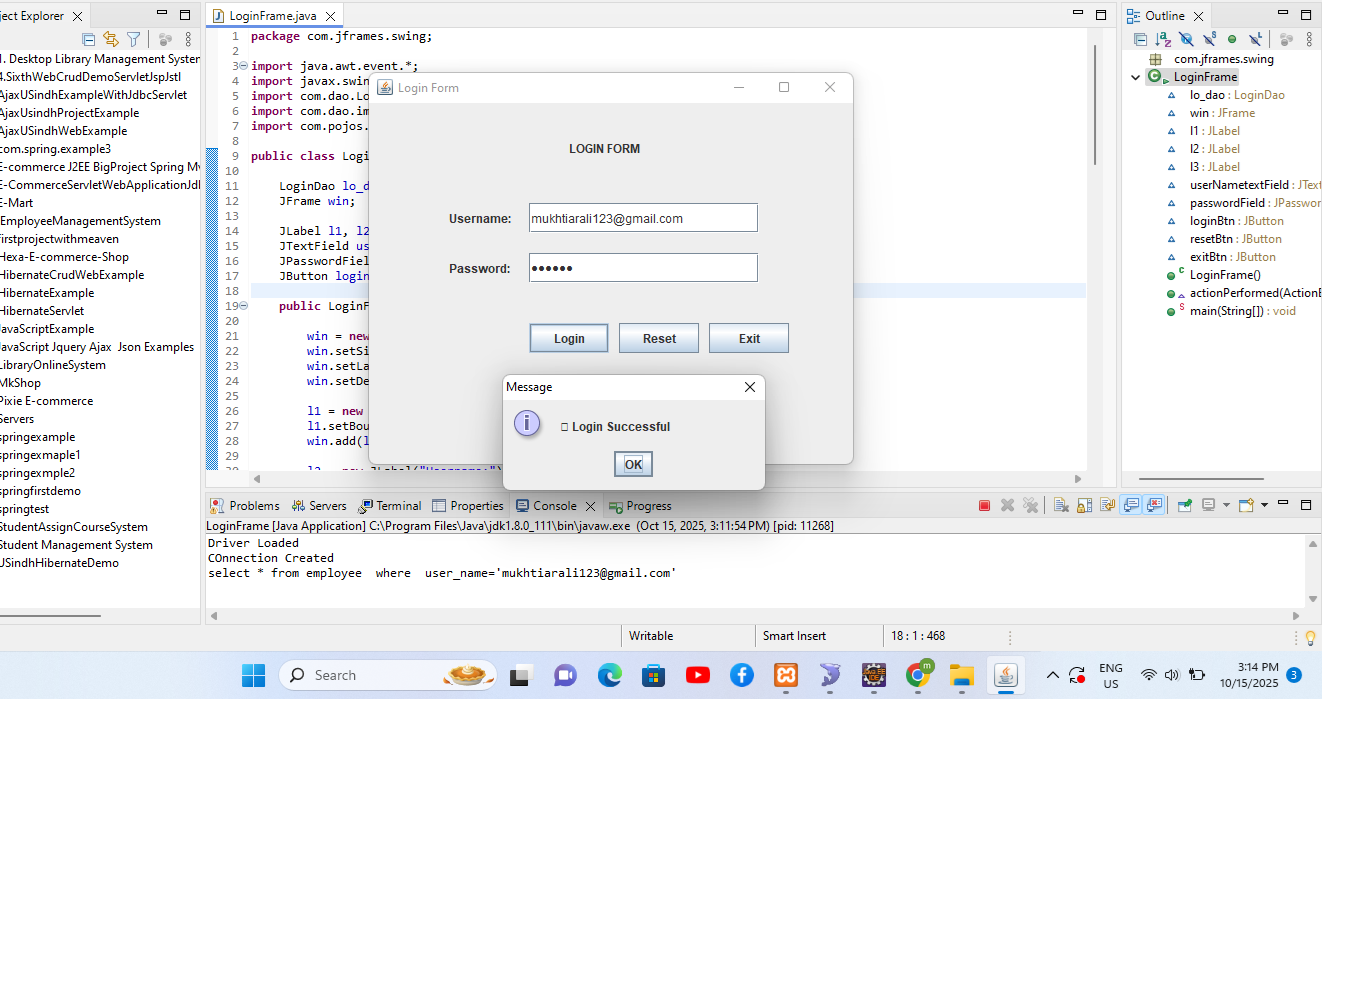 ject Explorer
1. Desktop Library Management System
4.SixthWebCrudDemoServletJspJstl
AjaxUSindhExampleWithJdbcServlet
AjaxUsindhProjectExample
AjaxUSindhWebExample
com.spring.example3
E-commerce J2EE BigProject Spring Mv
E-CommerceServletWebApplicationJdl
E-Mart
EmployeeManagementSystem
firstprojectwithmeaven
Hexa-E-commerce-Shop
HibernateCrudWebExample
HibernateExample
HibernateServlet
JavaScriptExample
JavaScript Jquery Ajax  Json Examples
LibraryOnlineSystem
MkShop
Pixie E-commerce
Servers
springexample
springexmaple1
springexmple2
springfirstdemo
springtest
StudentAssignCourseSystem
Student Management System
USindhHibernateDemo
LoginFrame.java
1 package com.jframes.swing;
2
3 import java.awt.event.*;
4 import javax.swin
5 import com.dao.Lo
6 import com.dao.im
7 import com.pojos.
8
9 public class Logi
10
11 LoginDao lo_d
12 JFrame win;
13
14 JLabel l1, l2
15 JTextField us
16 JPasswordFiel
17 JButton login
18
19 public LoginF
20
21 win = new
22 win.setSi
23 win.setLa
24 win.setDe
25
26 l1 = new
27 l1.setBou
28 win.add(l
29
30 l2 = new JLabel("Username:")
Login Form
LOGIN FORM
Username: mukhtiarali123@gmail.com
Password: ••••••
Login Reset Exit
Message
Login Successful
OK
Outline
com.jframes.swing
LoginFrame
lo_dao : LoginDao
win : JFrame
l1 : JLabel
l2 : JLabel
l3 : JLabel
userNametextField : JText
passwordField : JPasswor
loginBtn : JButton
resetBtn : JButton
exitBtn : JButton
LoginFrame()
actionPerformed(ActionE
main(String[]) : void
Problems Servers Terminal Properties Console Progress
LoginFrame [Java Application] C:\Program Files\Java\jdk1.8.0_111\bin\javaw.exe (Oct 15, 2025, 3:11:54 PM) [pid: 11268]
Driver Loaded
COnnection Created
select * from employee  where  user_name='mukhtiarali123@gmail.com'
Writable Smart Insert 18 : 1 : 468
Search
ENG
US
3:14 PM
10/15/2025
3